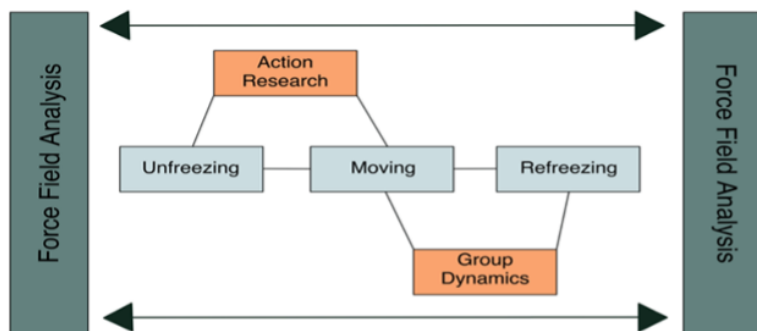 Force Field Analysis
Action
Research
Unfreezing
Moving
Refreezing
Group
Dynamics
Force Field Analysis